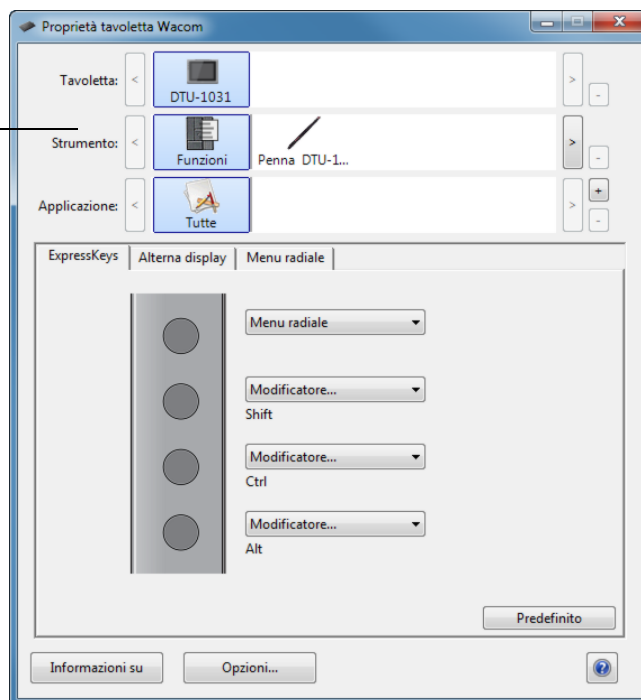 Proprietà tavoletta Wacom
Tavoletta:
<
DTU-1031
>
-
Strumento:
<
Funzioni
Penna DTU-1...
>
-
Applicazione:
<
Tutte
>
+
-
ExpressKeys
Alterna display
Menu radiale
Menu radiale
Modificatore...
Shift
Modificatore...
Ctrl
Modificatore...
Alt
Predefinito
Informazioni su
Opzioni...
?